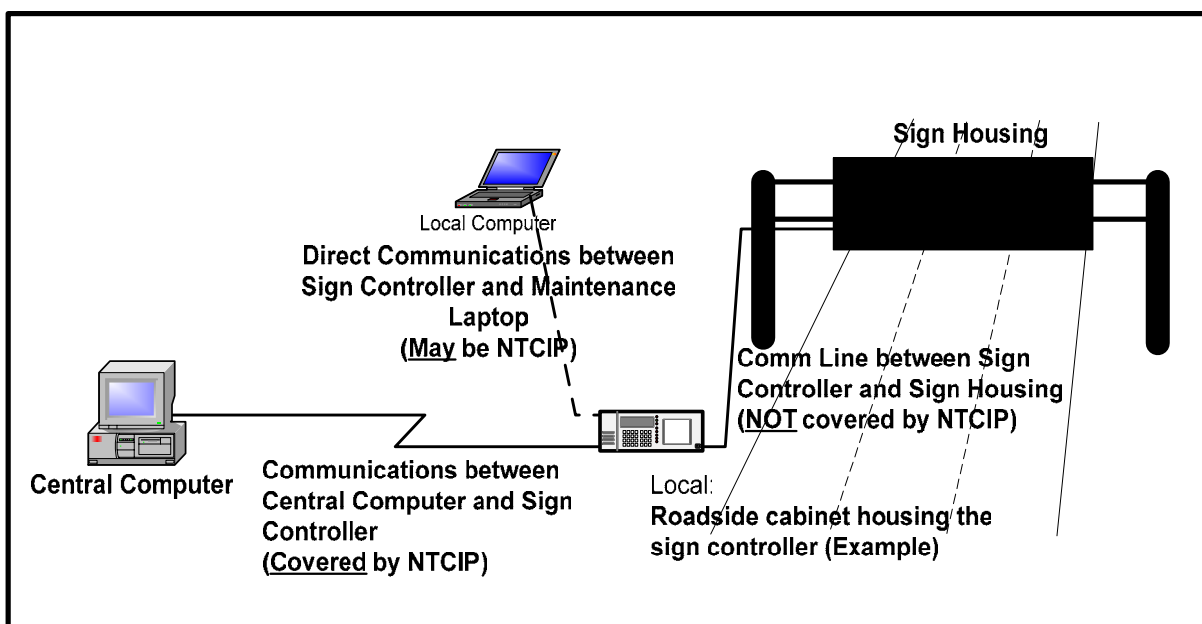 Sign Housing
Local Computer
Direct Communications between
Sign Controller and Maintenance
Laptop
(May be NTCIP)
Comm Line between Sign
Controller and Sign Housing
(NOT covered by NTCIP)
Central Computer
Communications between
Central Computer and Sign
Controller
(Covered by NTCIP)
Local:
Roadside cabinet housing the
sign controller (Example)